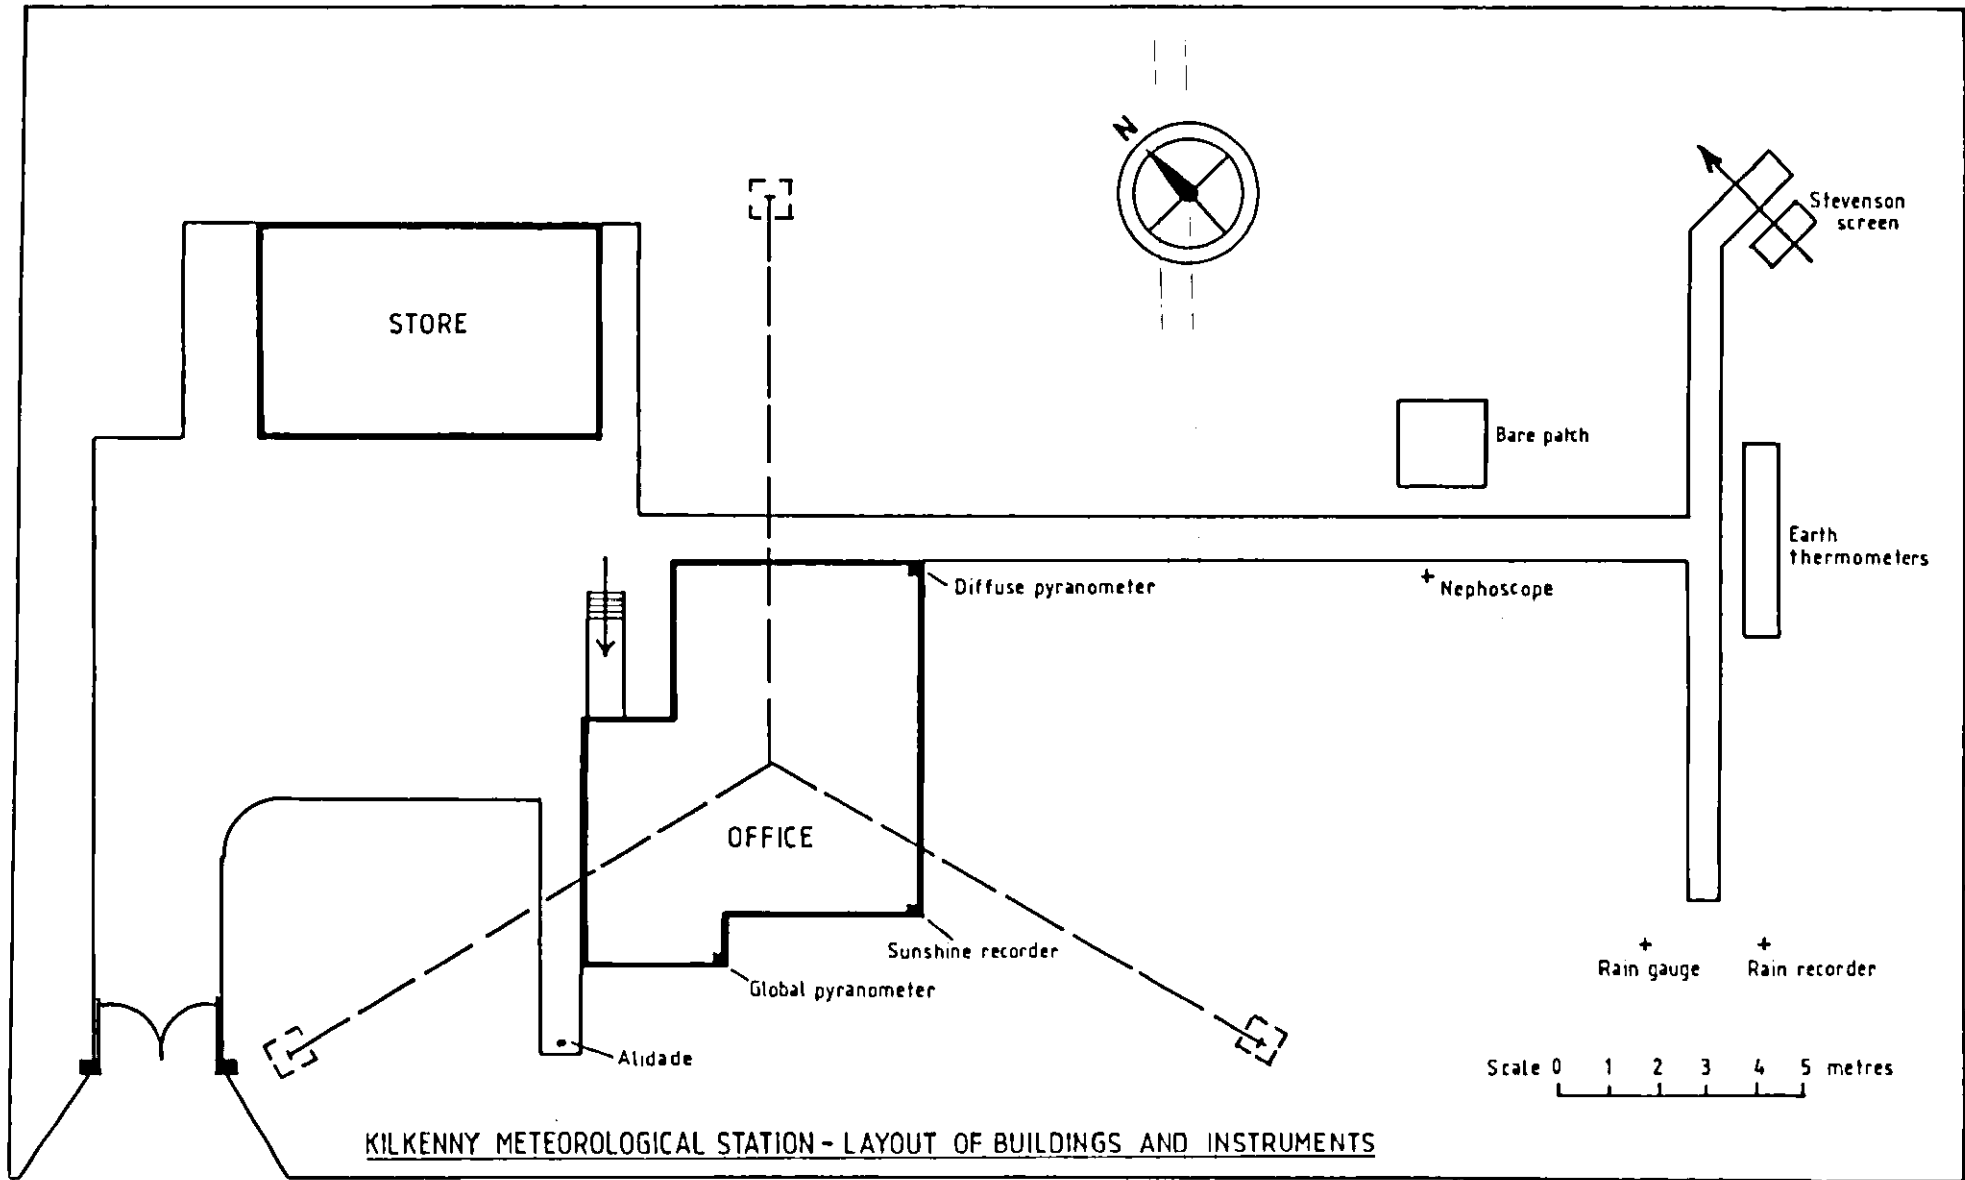 N
Stevenson
screen
STORE
Bare patch
Earth
thermometers
Diffuse pyranometer
Nephoscope
OFFICE
Sunshine recorder
Rain gauge
Rain recorder
Global pyranometer
Alidade
Scale 0 1 2 3 4 5 metres
KILKENNY METEOROLOGICAL STATION - LAYOUT OF BUILDINGS AND INSTRUMENTS